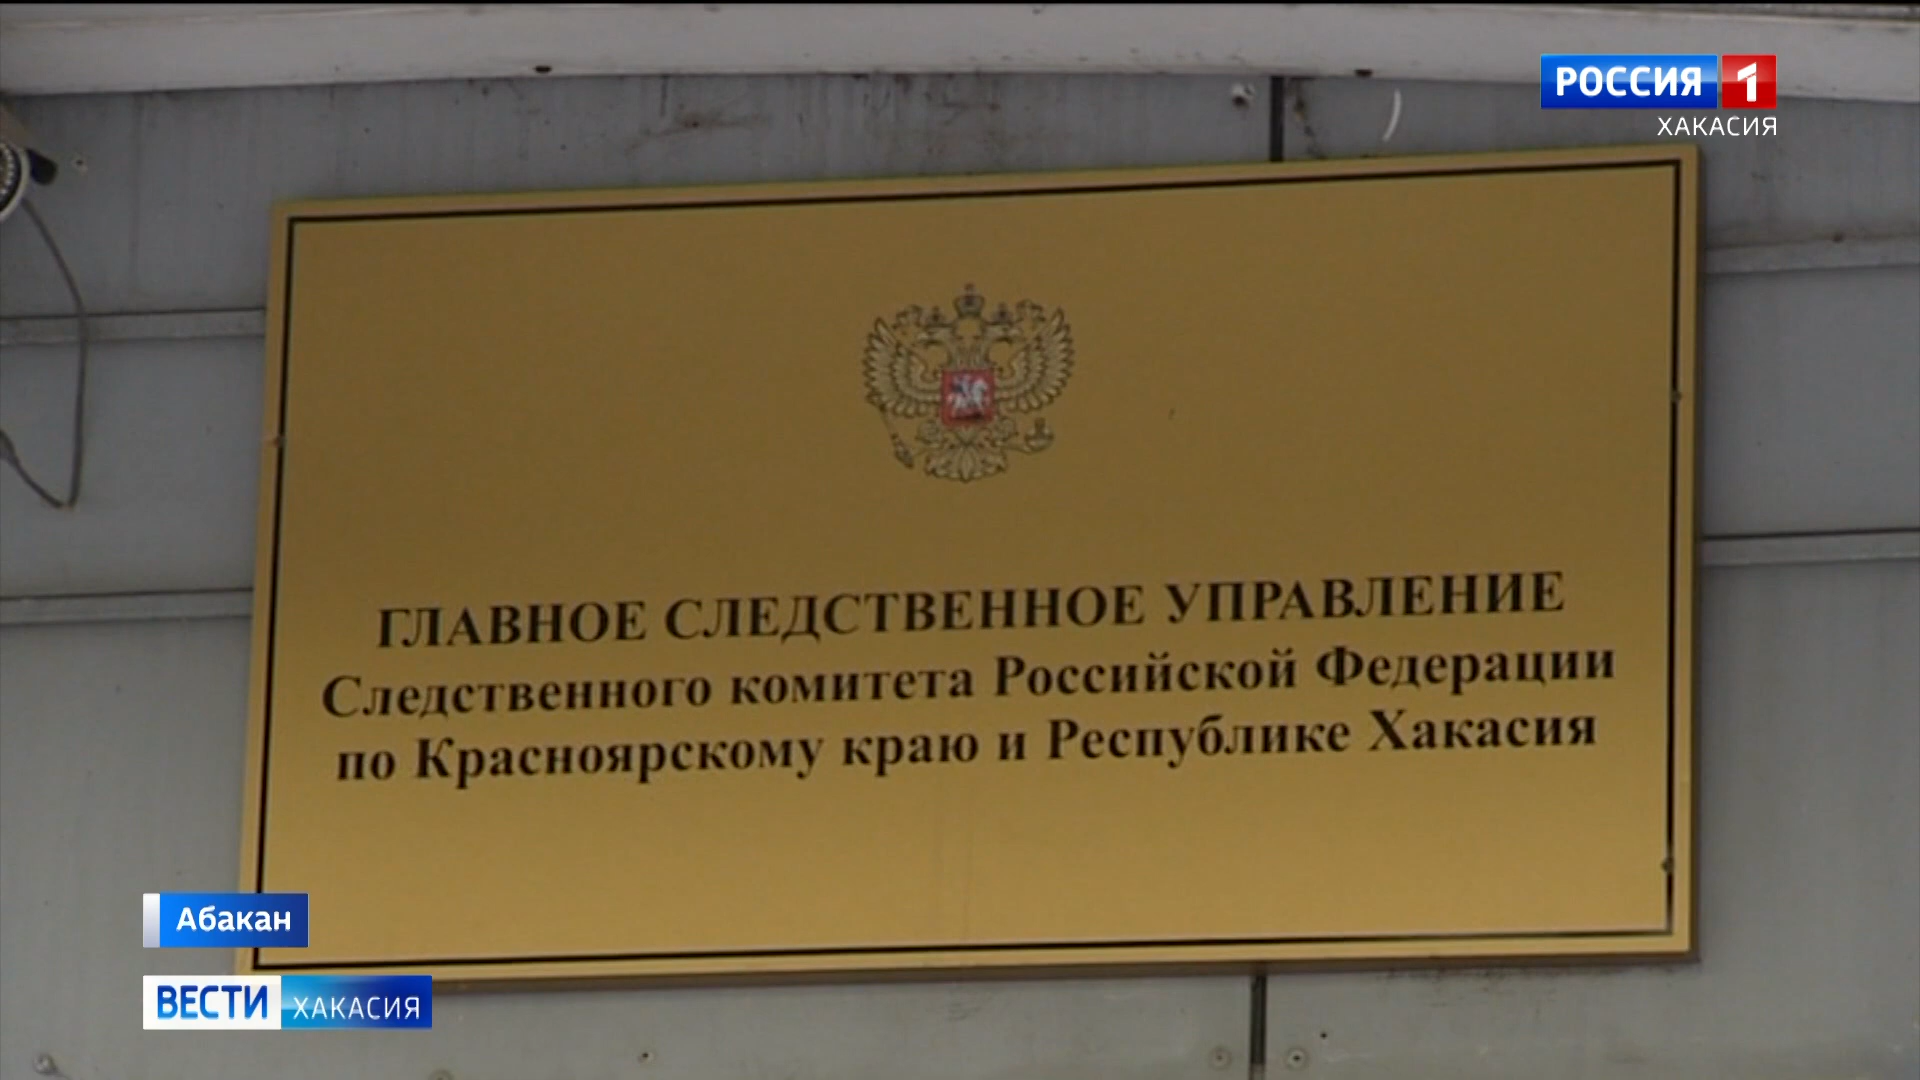 РОССИЯ 1
ХАКАСИЯ
ГЛАВНОЕ СЛЕДСТВЕННОЕ УПРАВЛЕНИЕ
Следственного комитета Российской Федерации
по Красноярскому краю и Республике Хакасия
Абакан
ВЕСТИ ХАКАСИЯ